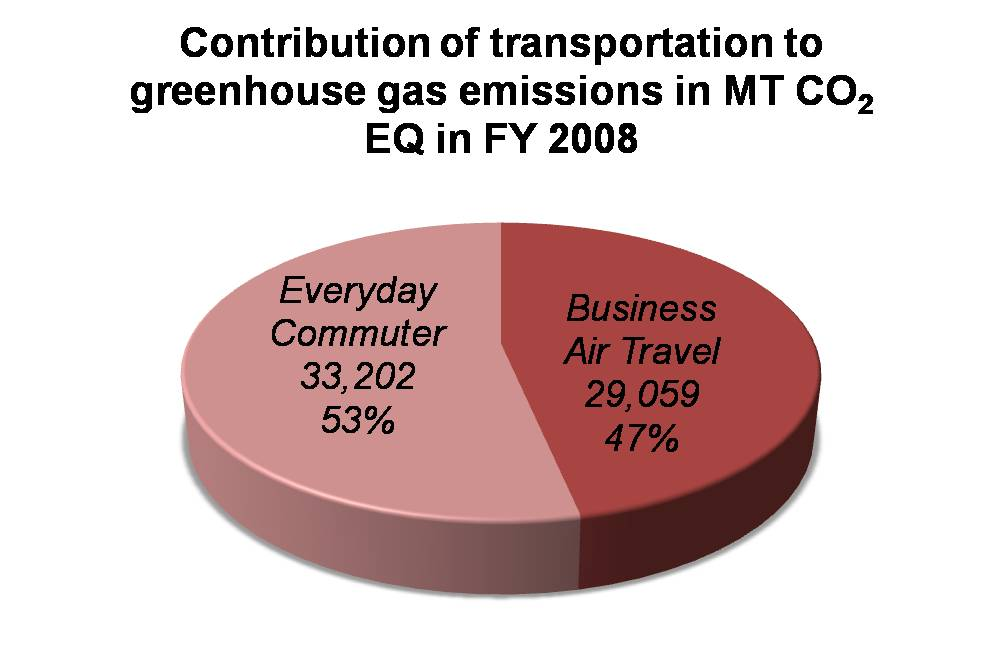 Contribution of transportation to
greenhouse gas emissions in MT CO₂
EQ in FY 2008
Everyday
Commuter
33,202
53%
Business
Air Travel
29,059
47%